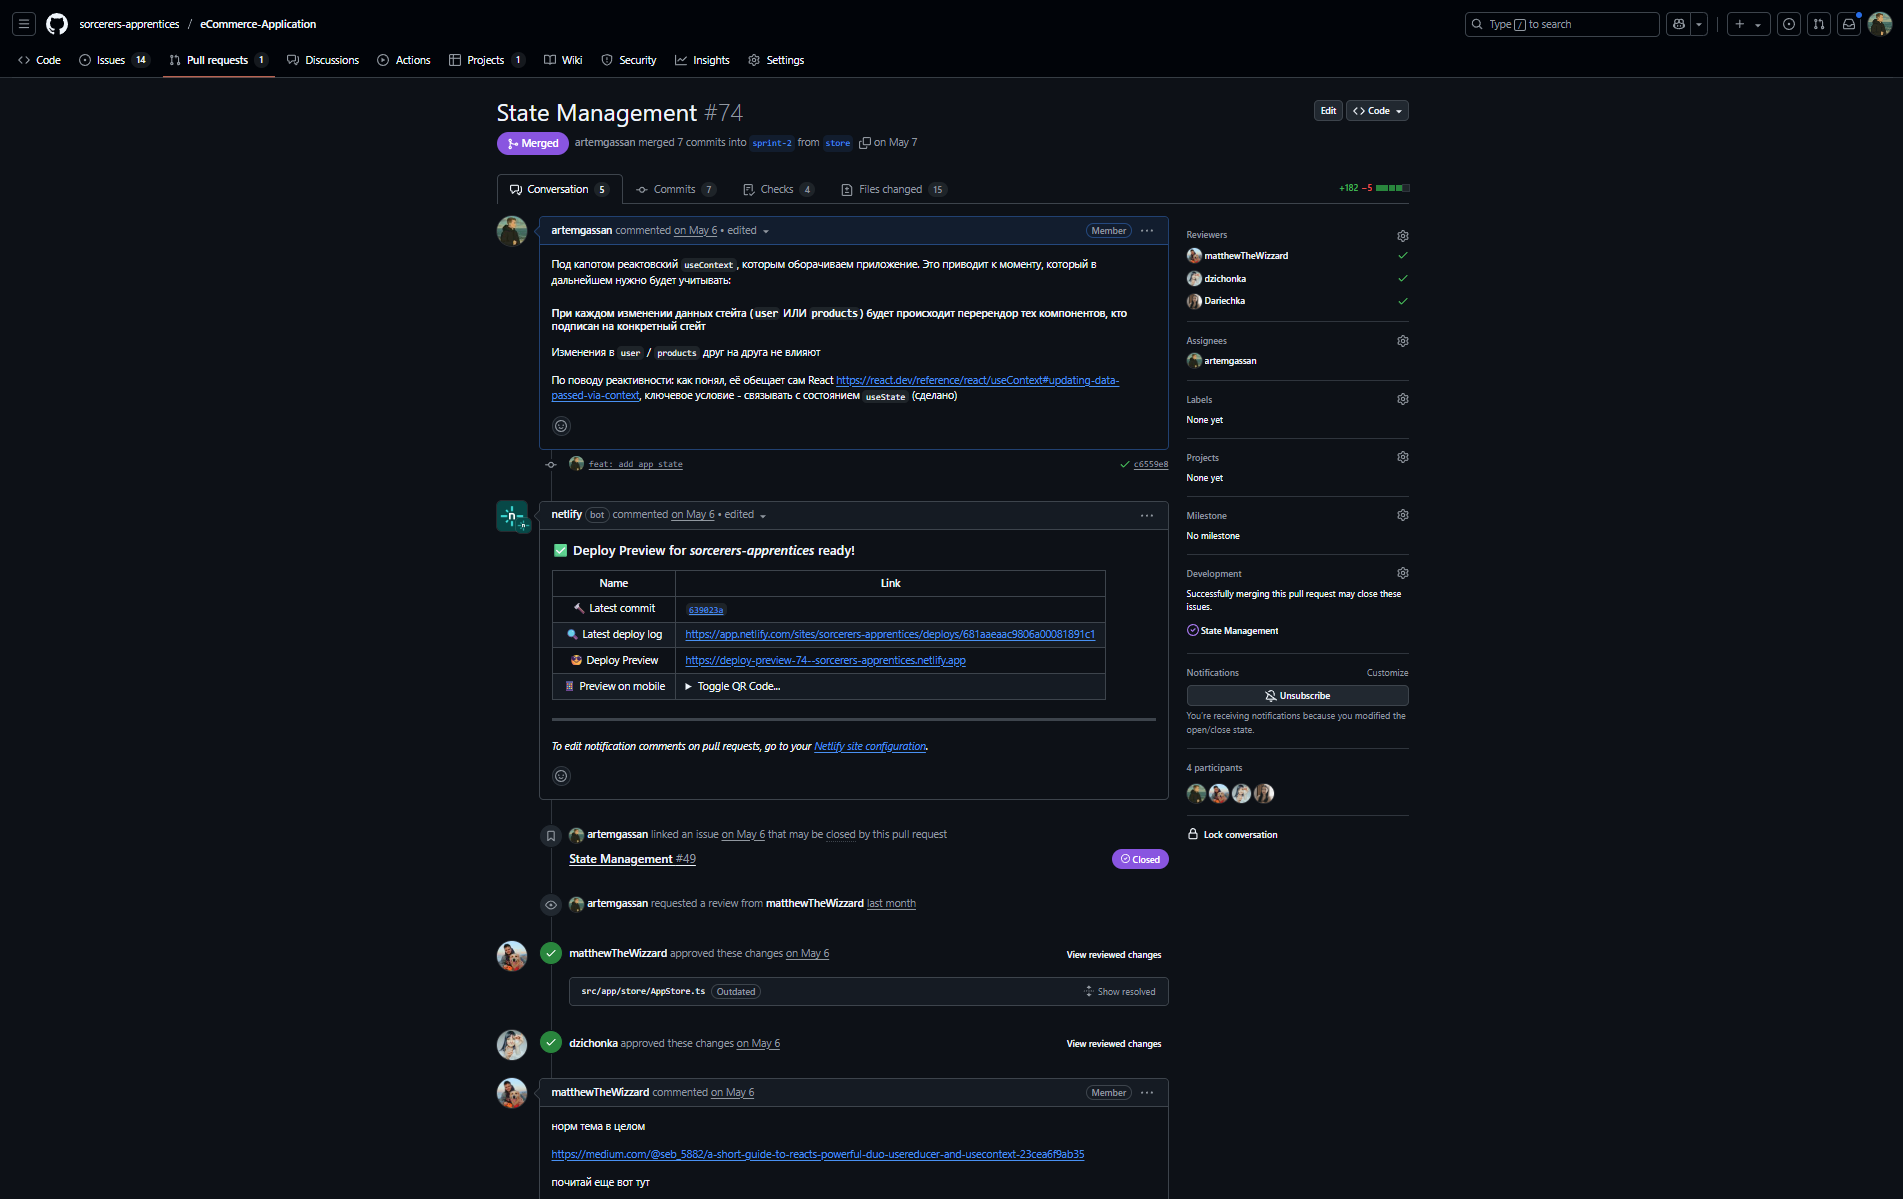 sorcerers-apprentices / eCommerce-Application
Type / to search
Code
Issues 14
Pull requests 1
Discussions
Actions
Projects 1
Wiki
Security
Insights
Settings
State Management #74
Edit
Code
Merged
artemgassan merged 7 commits into sprint-2 from store on May 7
Conversation 5
Commits 7
Checks 4
Files changed 15
+182 −5
artemgassan commented on May 6 • edited
Member
Под капотом реактовский useContext, которым оборачиваем приложение. Это приводит к моменту, который в
дальнейшем нужно будет учитывать:
При каждом изменении данных стейта (user ИЛИ products) будет происходит перерендор тех компонентов, кто
подписан на конкретный стейт
Изменения в user / products друг на друга не влияют
По поводу реактивности: как понял, её обещает сам React https://react.dev/reference/react/useContext#updating-data-
passed-via-context, ключевое условие - связывать с состоянием useState (сделано)
feat: add app state
c6559e8
netlify bot commented on May 6 • edited
Deploy Preview for sorcerers-apprentices ready!
Name
Link
Latest commit
639023a
Latest deploy log
https://app.netlify.com/sites/sorcerers-apprentices/deploys/681aaeaac9806a00081891c1
Deploy Preview
https://deploy-preview-74--sorcerers-apprentices.netlify.app
Preview on mobile
Toggle QR Code...
To edit notification comments on pull requests, go to your Netlify site configuration.
artemgassan linked an issue on May 6 that may be closed by this pull request
State Management #49
Closed
artemgassan requested a review from matthewTheWizzard last month
matthewTheWizzard approved these changes on May 6
View reviewed changes
src/app/store/AppStore.ts Outdated
Show resolved
dzichonka approved these changes on May 6
View reviewed changes
matthewTheWizzard commented on May 6
Member
норм тема в целом
https://medium.com/@seb_5882/a-short-guide-to-reacts-powerful-duo-usereducer-and-usecontext-23cea6f9ab35
почитай еще вот тут
Reviewers
matthewTheWizzard
dzichonka
Dariechka
Assignees
artemgassan
Labels
None yet
Projects
None yet
Milestone
No milestone
Development
Successfully merging this pull request may close these
issues.
State Management
Notifications
Customize
Unsubscribe
You're receiving notifications because you modified the
open/close state.
4 participants
Lock conversation